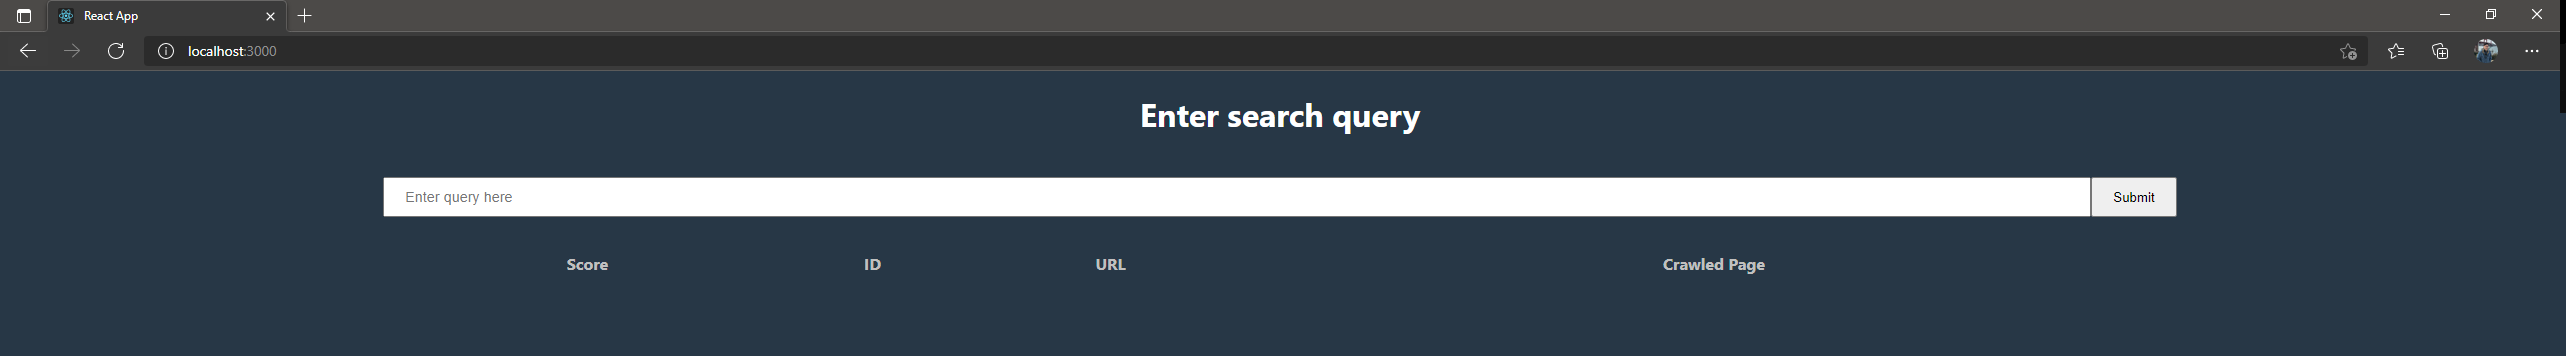 React App
localhost:3000
Enter search query
Enter query here
Submit
Score ID URL Crawled Page